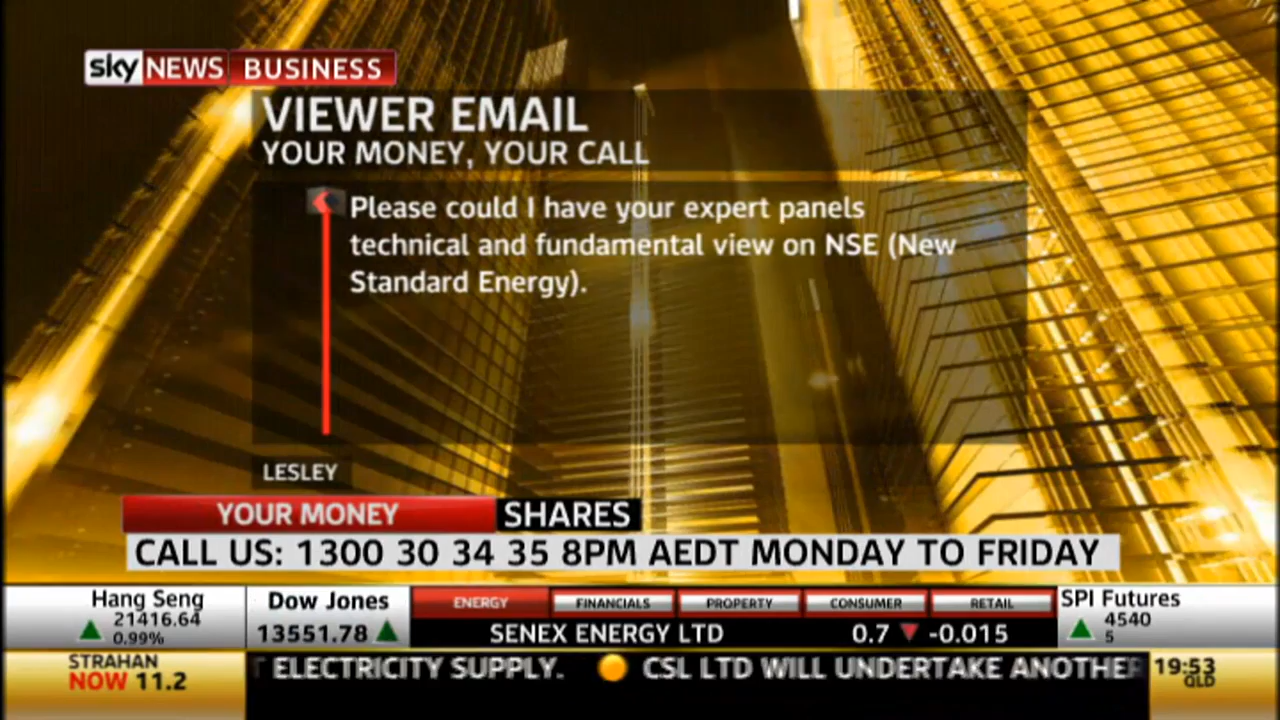 sky NEWS BUSINESS
VIEWER EMAIL
YOUR MONEY, YOUR CALL
Please could I have your expert panels
technical and fundamental view on NSE (New
Standard Energy).
LESLEY
YOUR MONEY SHARES
CALL US: 1300 30 34 35 8PM AEDT MONDAY TO FRIDAY
Hang Seng
21416.64
0.99%
Dow Jones
13551.78
ENERGY FINANCIALS PROPERTY CONSUMER RETAIL
SENEX ENERGY LTD 0.7 -0.015
SPI Futures
4540
5
STRAHAN
NOW 11.2
T ELECTRICITY SUPPLY. CSL LTD WILL UNDERTAKE ANOTHER
19:53
QLD